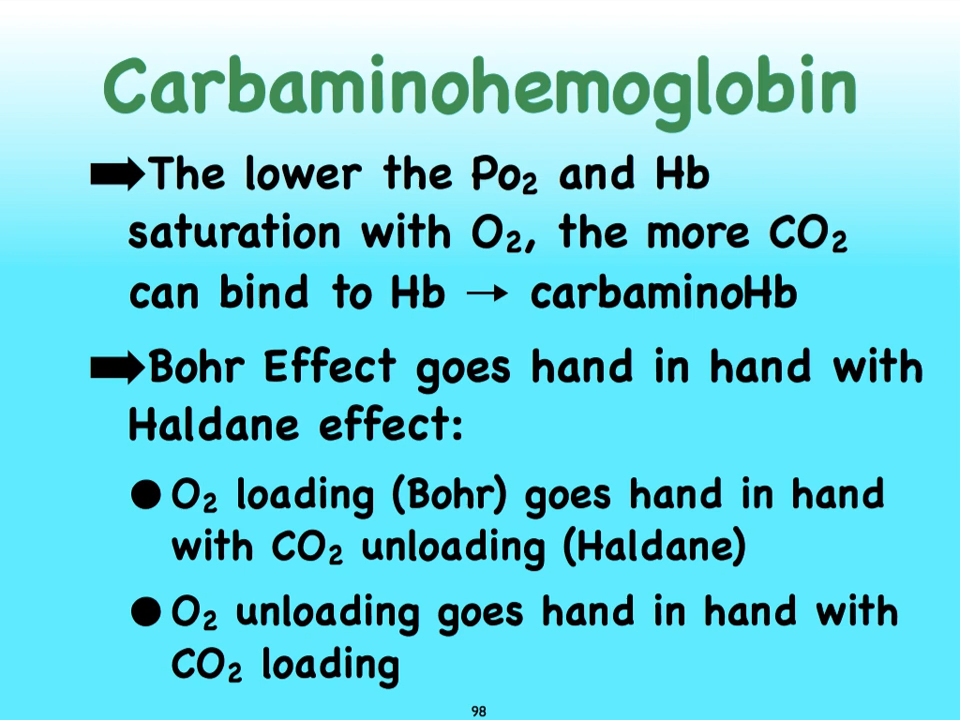 Carbaminohemoglobin
➡The lower the Po₂ and Hb
saturation with O₂, the more CO₂
can bind to Hb → carbaminoHb
➡Bohr Effect goes hand in hand with
Haldane effect:
● O₂ loading (Bohr) goes hand in hand
with CO₂ unloading (Haldane)
● O₂ unloading goes hand in hand with
CO₂ loading
98